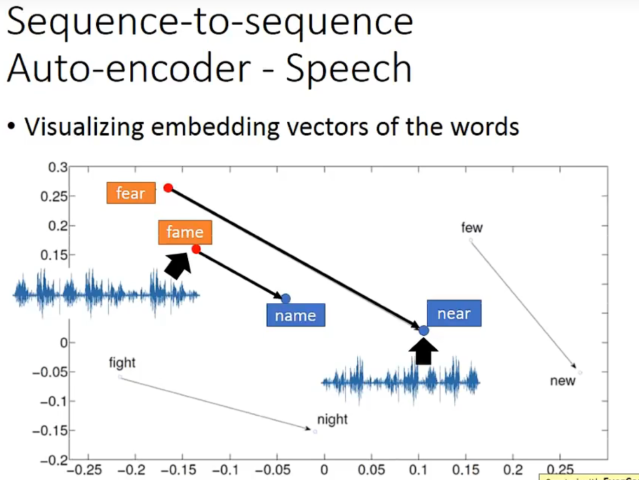 Sequence-to-sequence
Auto-encoder - Speech
• Visualizing embedding vectors of the words
0.3
fear
0.25
0.2
fame
few
0.15
name
near
0
fight
-0.05
new
-0.1
night
-0.15
-0.2
-0.25 -0.2 -0.15 -0.1 -0.05 0 0.05 0.1 0.15 0.2 0.25